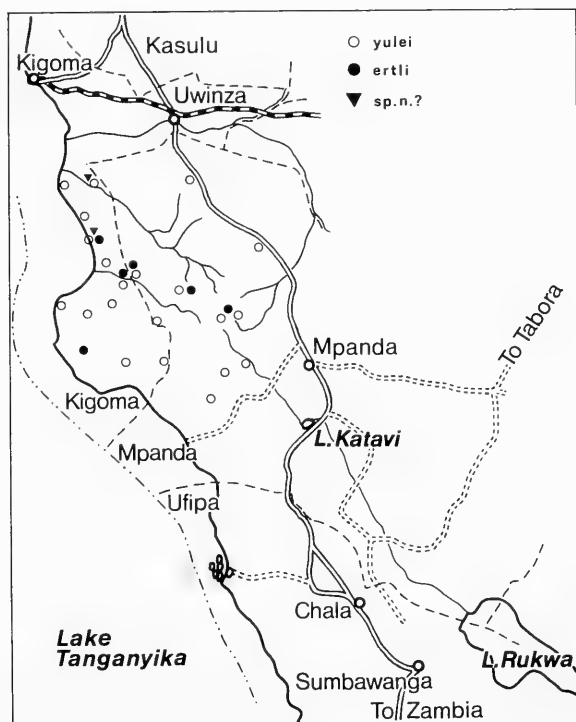 Kasulu
Kigoma
Uwinza
yulei
ertli
sp.n.?
To Tabora
Mpanda
Kigoma
L. Katavi
Mpanda
Ufipa
Chala
Lake
Tanganyika
L. Rukwa
Sumbawanga
To Zambia